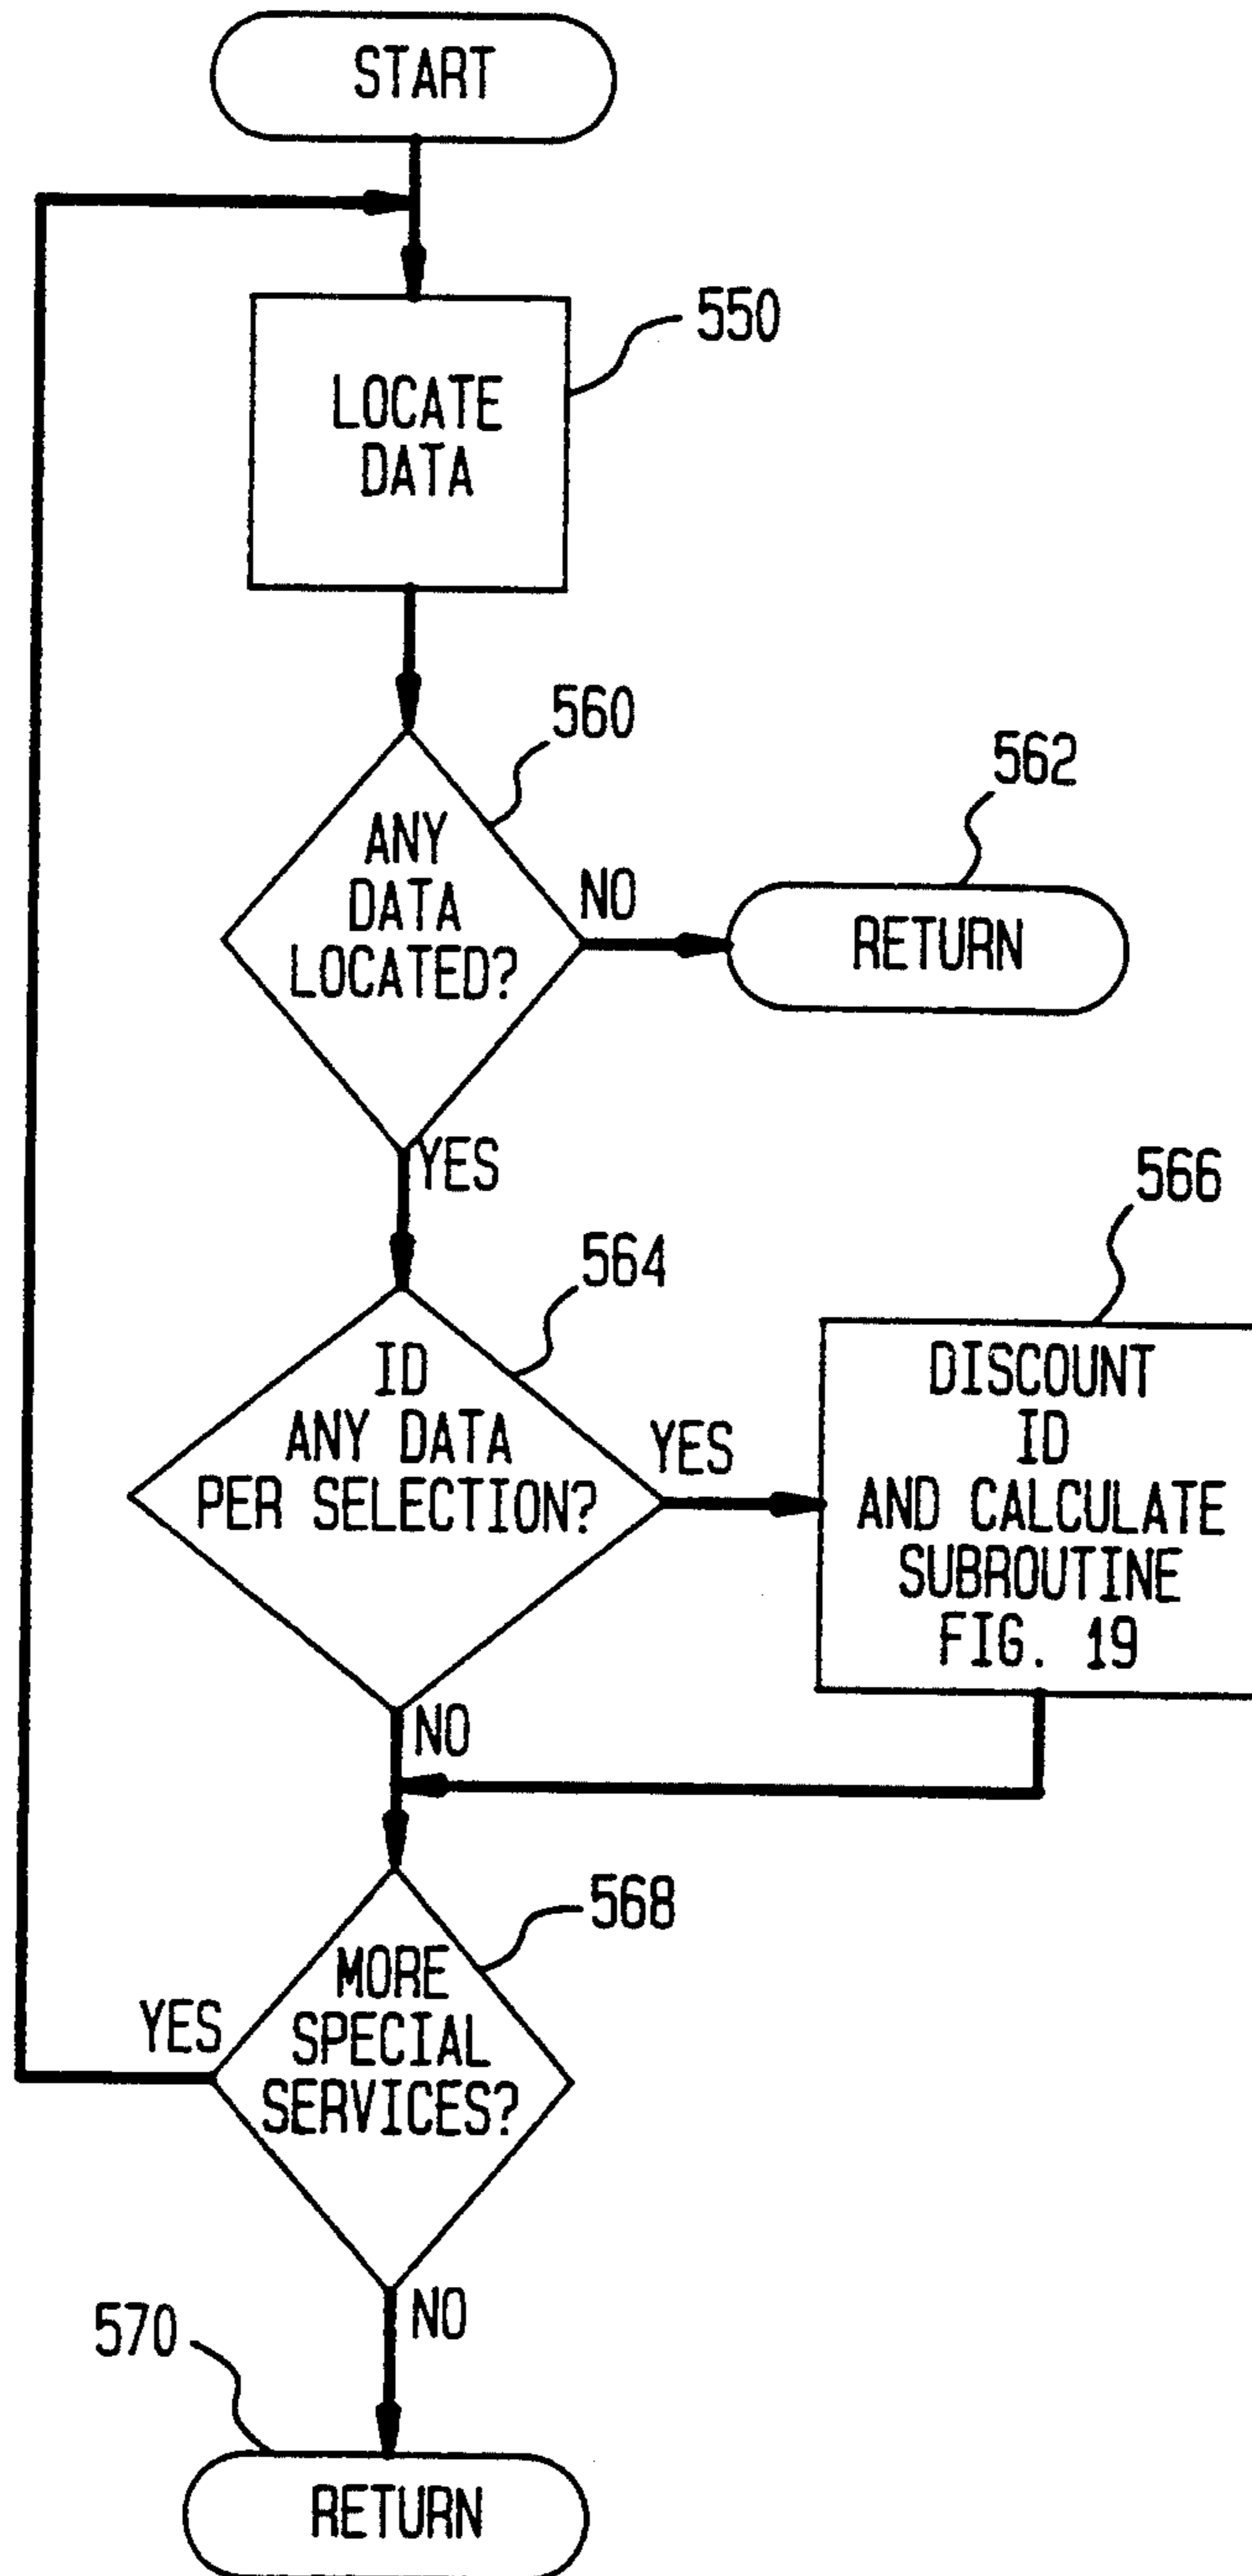 START
550
LOCATE
DATA
560
ANY
DATA
LOCATED?
NO
562
RETURN
YES
564
ID
ANY DATA
PER SELECTION?
YES
566
DISCOUNT
ID
AND CALCULATE
SUBROUTINE
FIG. 19
NO
568
MORE
SPECIAL
SERVICES?
YES
NO
570
RETURN